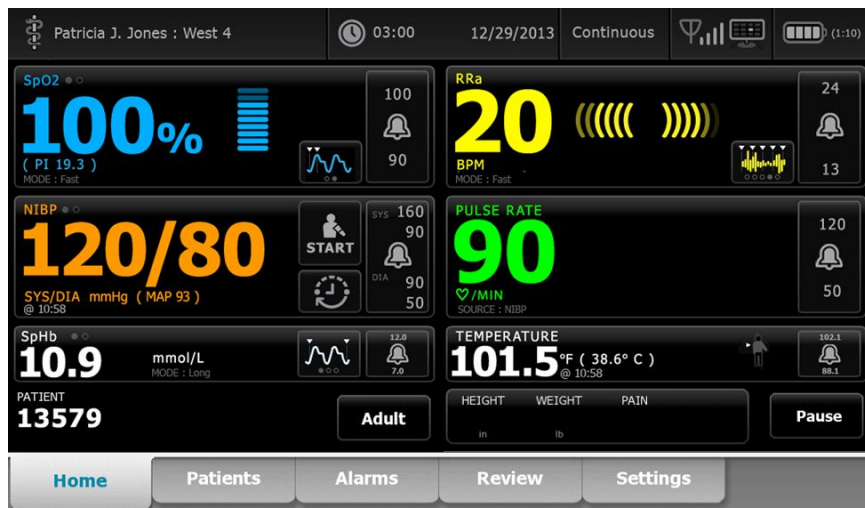 Patricia J. Jones : West 4
03:00
12/29/2013
Continuous
(1:10)
SpO2
100%
( PI 19.3 )
MODE : Fast
100
90
RRa
20
BPM
MODE : Fast
24
13
NIBP
120/80
SYS/DIA mmHg ( MAP 93 )
@ 10:58
START
SYS 160
90
DIA 90
50
PULSE RATE
90
/MIN
SOURCE : NIBP
120
50
SpHb
10.9
mmol/L
MODE : Long
12.0
7.0
TEMPERATURE
101.5 °F ( 38.6° C )
@ 10:58
102.1
88.1
PATIENT
13579
Adult
HEIGHT WEIGHT PAIN
in lb
Pause
Home Patients Alarms Review Settings